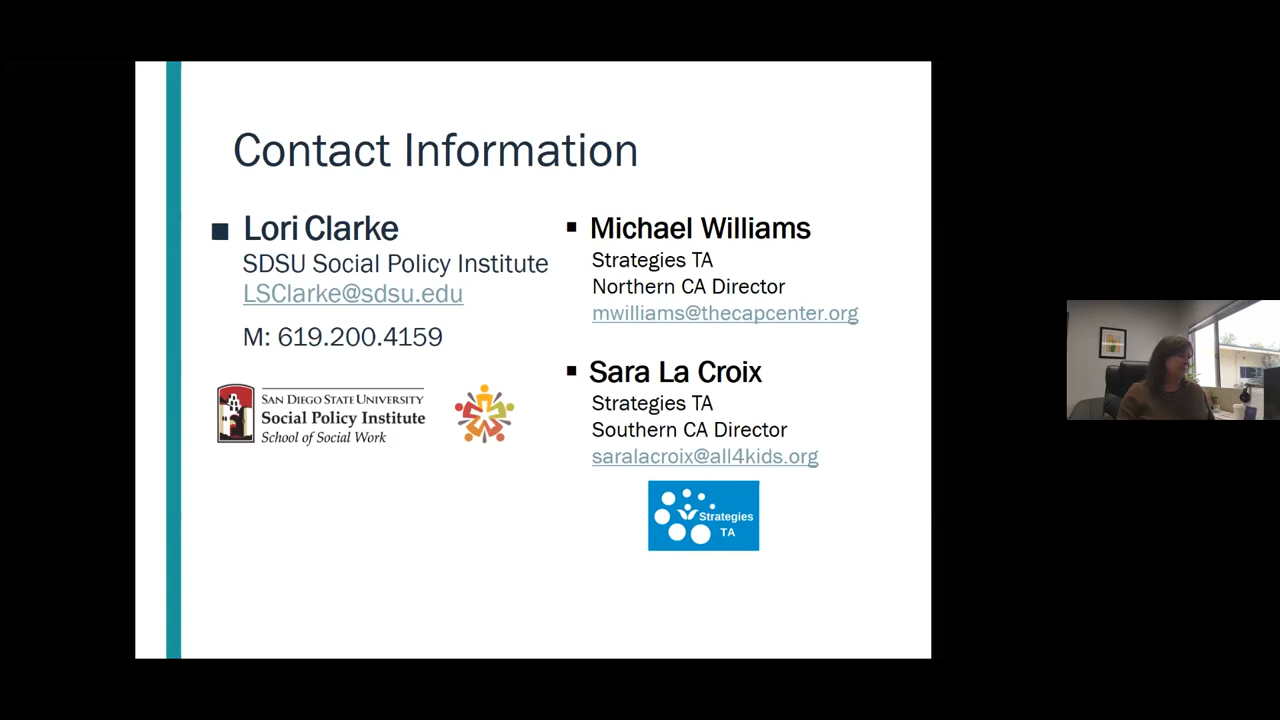 Contact Information
Lori Clarke
SDSU Social Policy Institute
LSClarke@sdsu.edu
M: 619.200.4159
SAN DIEGO STATE UNIVERSITY
Social Policy Institute
School of Social Work
Michael Williams
Strategies TA
Northern CA Director
mwilliams@thecapcenter.org
Sara La Croix
Strategies TA
Southern CA Director
saralacroix@all4kids.org
Strategies
TA